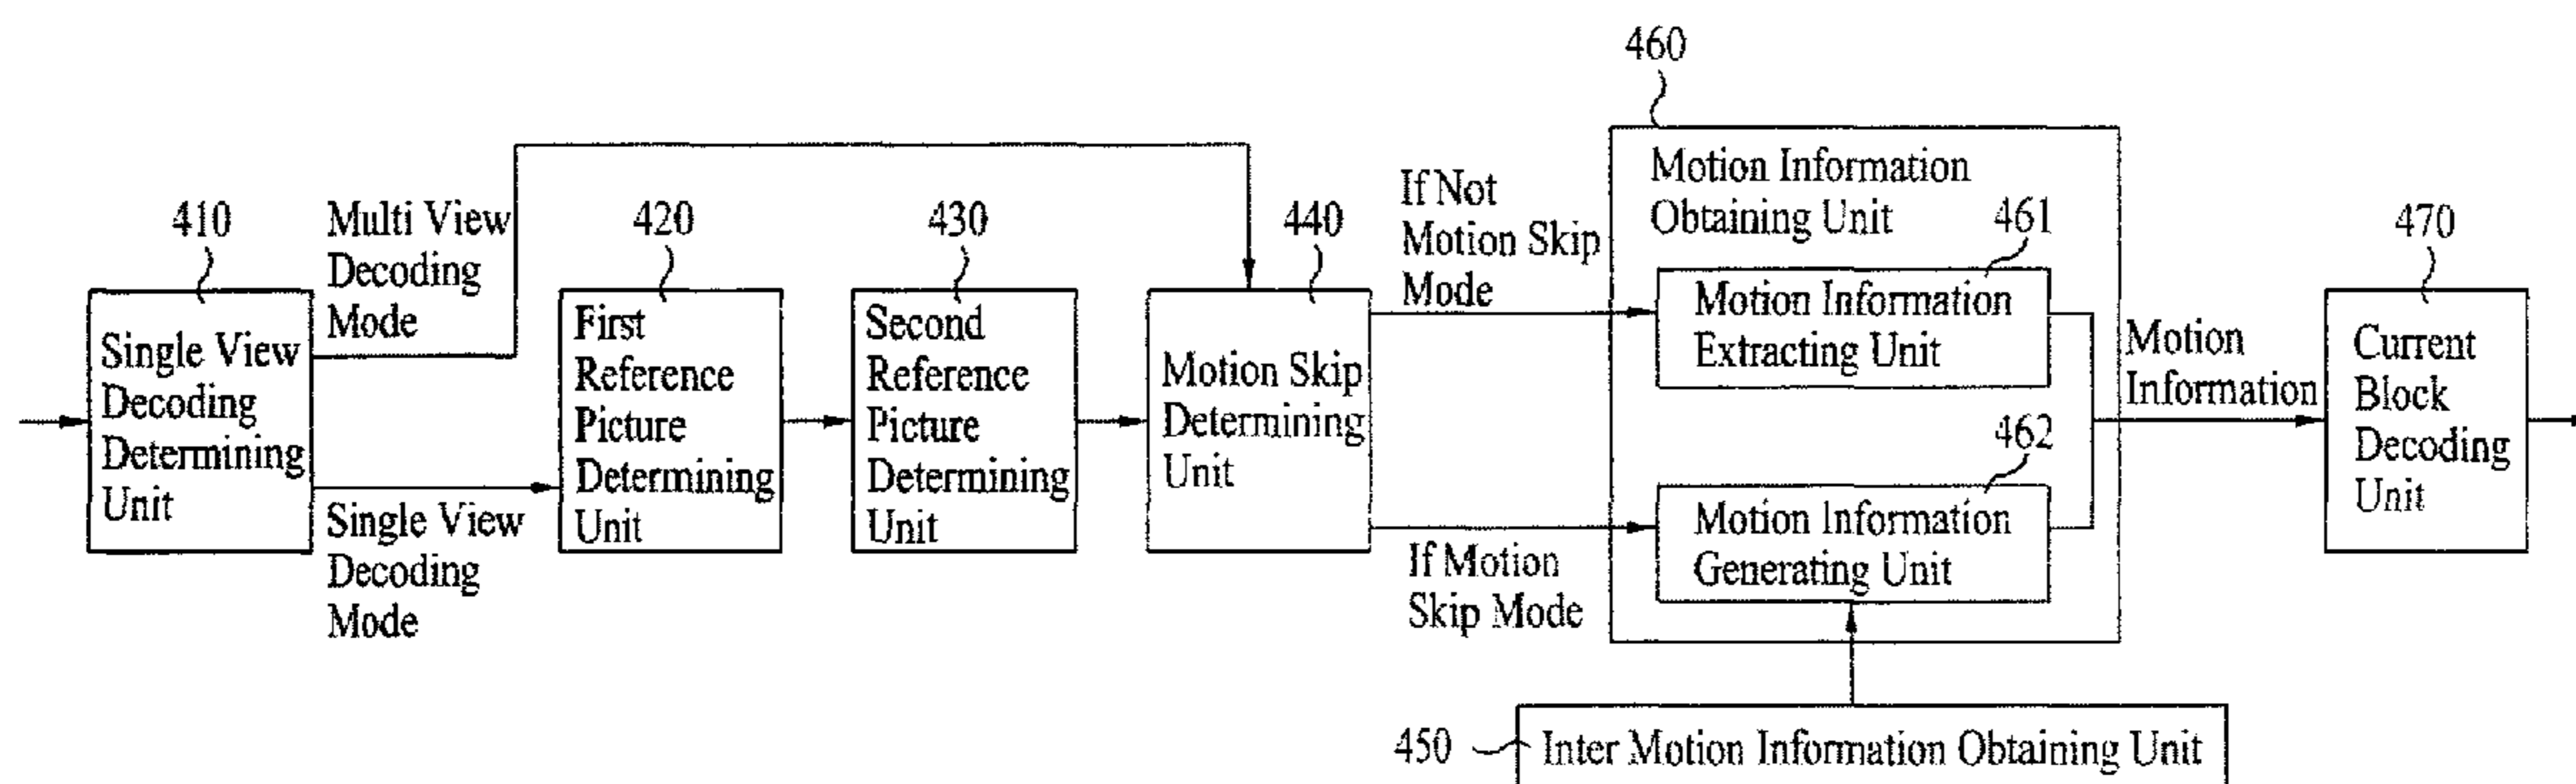 460
Motion Information
Obtaining Unit
If Not
Motion Skip
Mode
461
Motion Information
Extracting Unit
410
Multi View
Decoding
Mode
420
430
440
470
Single View
Decoding
Determining
Unit
First
Reference
Picture
Determining
Unit
Second
Reference
Picture
Determining
Unit
Motion Skip
Determining
Unit
Motion
Information
Current
Block
Decoding
Unit
462
Motion Information
Generating Unit
Single View
Decoding
Mode
If Motion
Skip Mode
450
Inter Motion Information Obtaining Unit